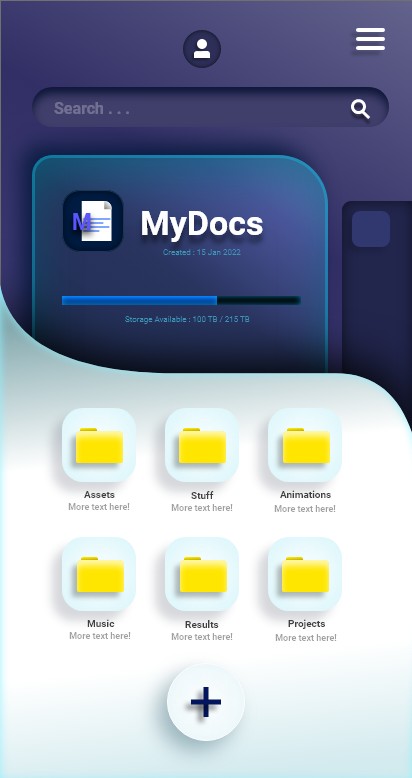 Search . . .
M
MyDocs
Created : 15 Jan 2022
Storage Available : 100 TB / 215 TB
Assets
More text here!
Stuff
More text here!
Animations
More text here!
Music
More text here!
Results
More text here!
Projects
More text here!